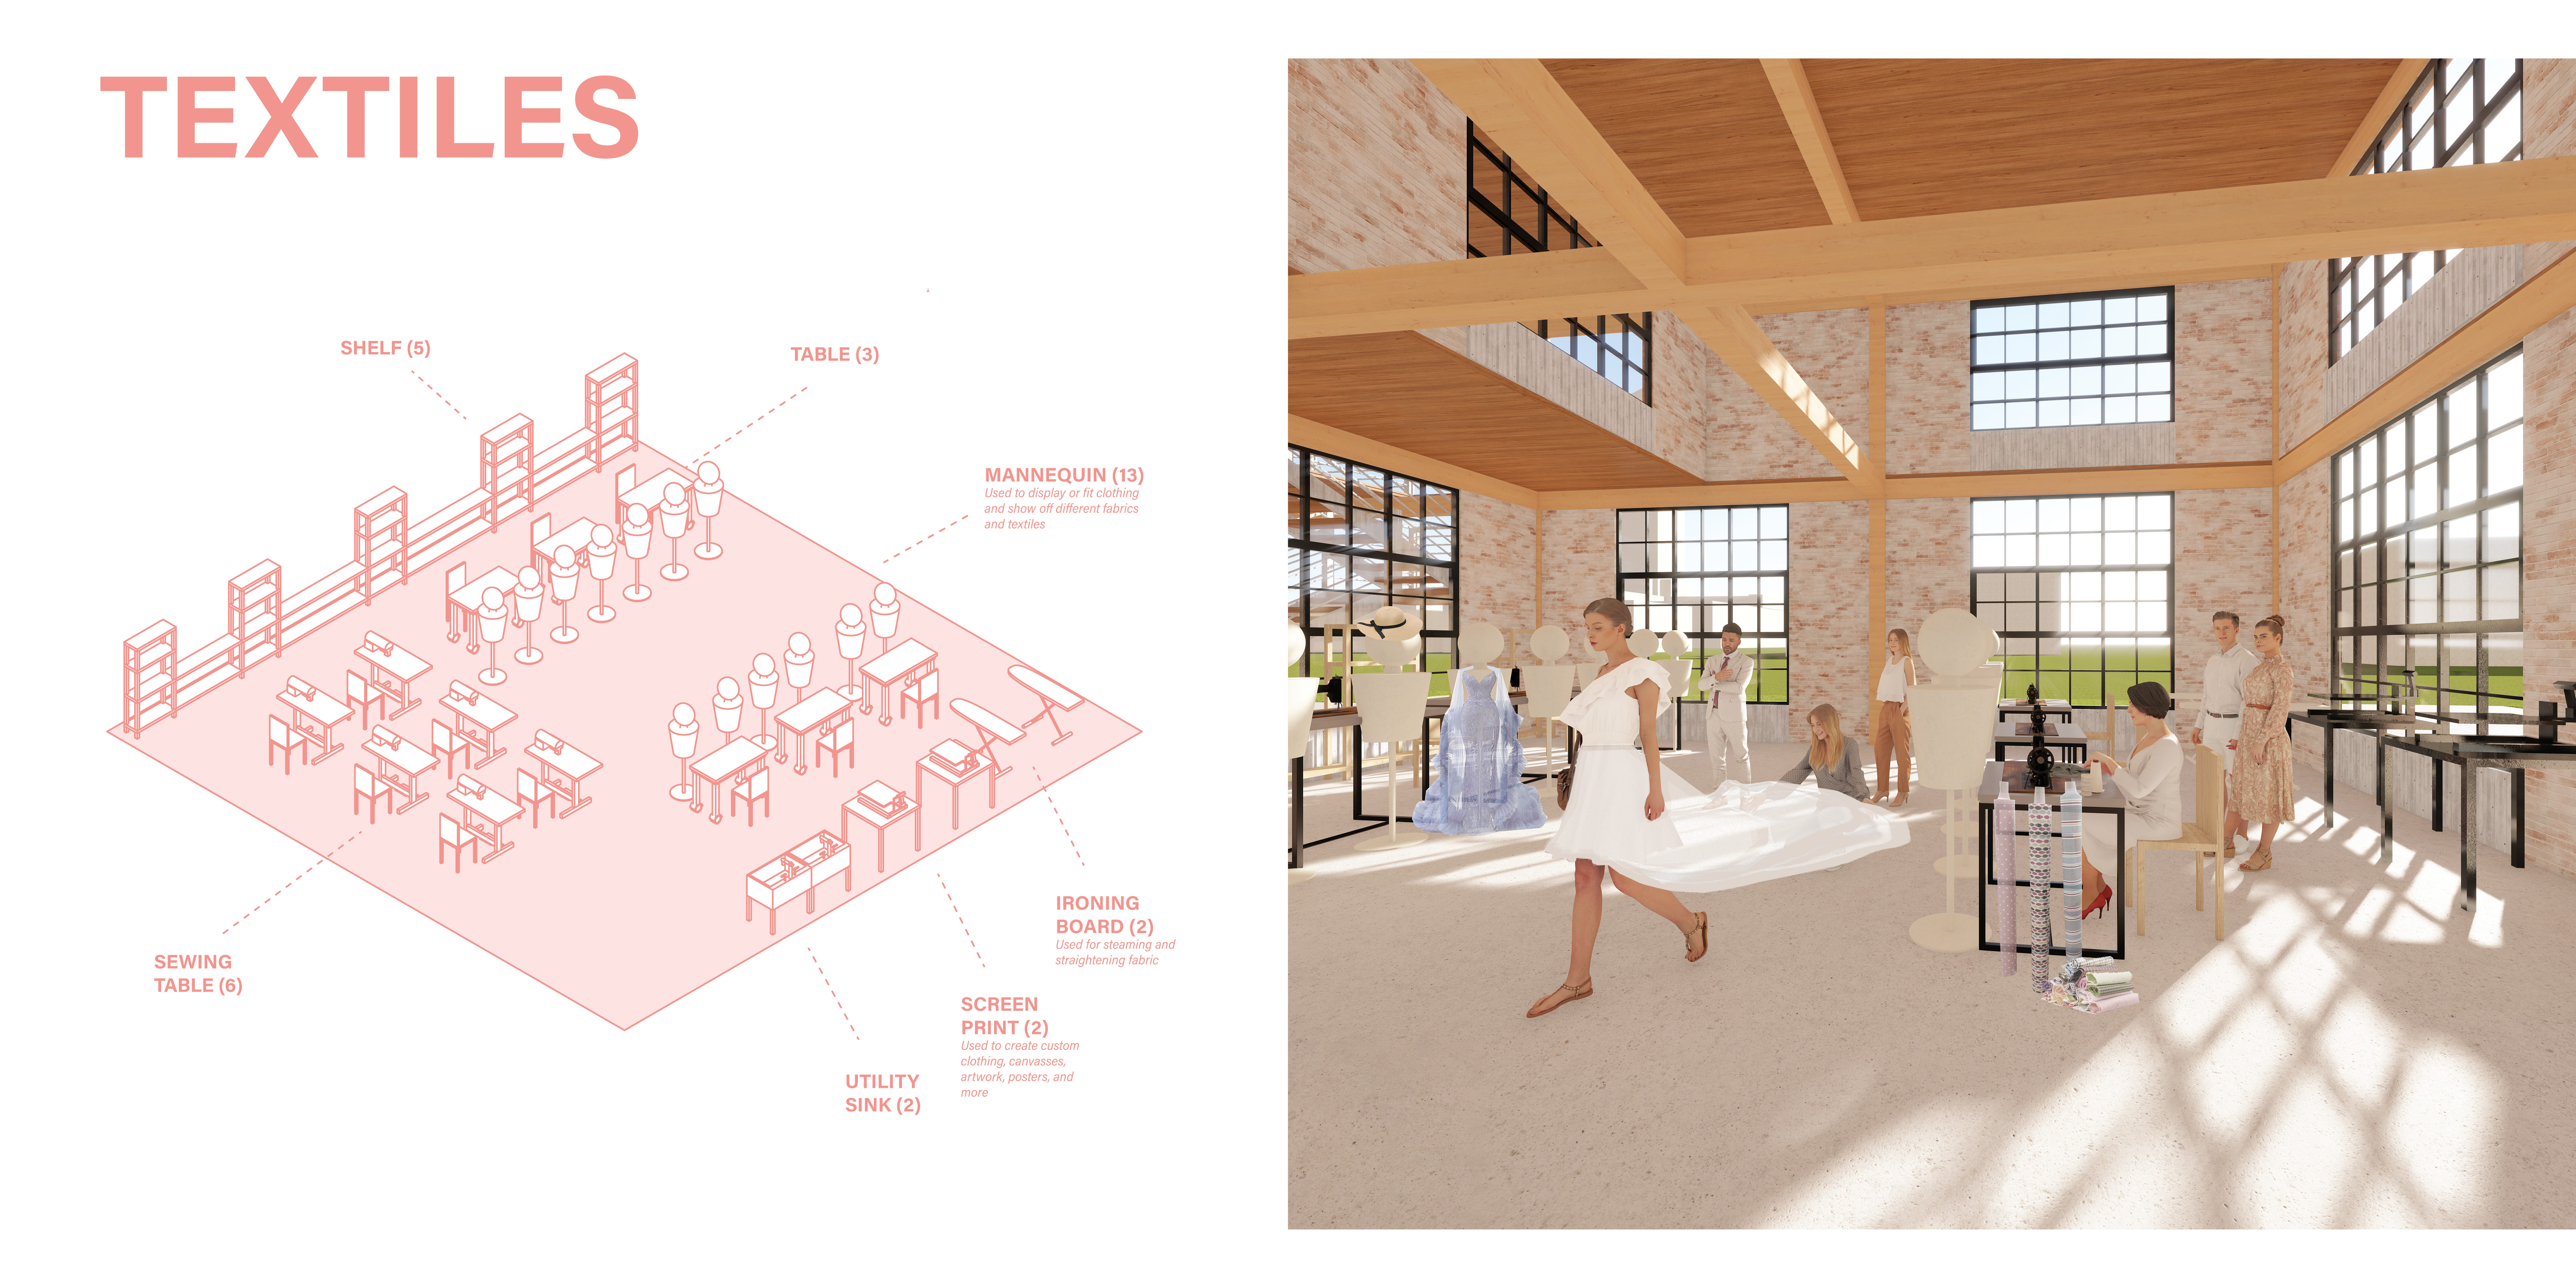 TEXTILES
SHELF (5)
TABLE (3)
MANNEQUIN (13)
Used to display or fit clothing
and show off different fabrics
and textiles
IRONING
BOARD (2)
Used for steaming and
straightening fabric
SEWING
TABLE (6)
SCREEN
PRINT (2)
Used to create custom
clothing, canvasses,
artwork, posters, and
more
UTILITY
SINK (2)